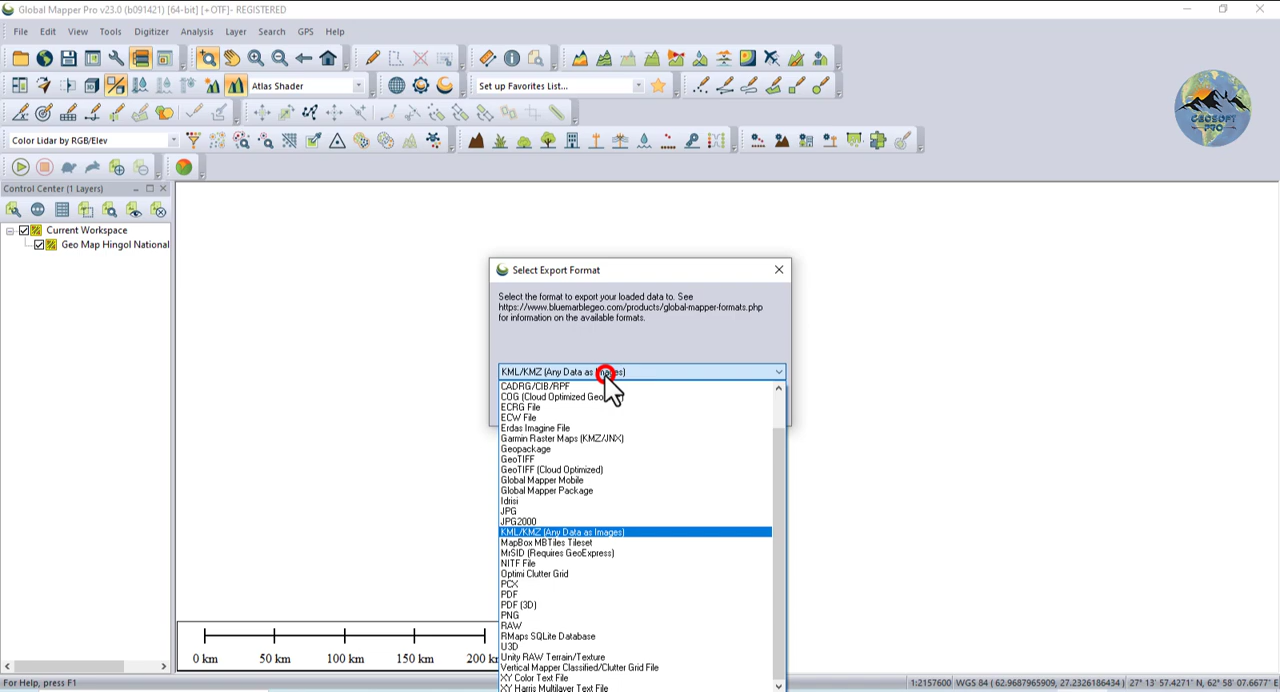 Global Mapper Pro v23.0 (b091421) [64-bit] [+OTF]- REGISTERED
File Edit View Tools Digitizer Analysis Layer Search GPS Help
Atlas Shader Set up Favorites List...
Color Lidar by RGB/Elev
GEOSOFT
PRO
Control Center (1 Layers)
Current Workspace
Geo Map Hingol National
Select Export Format
Select the format to export your loaded data to. See
https://www.bluemarblegeo.com/products/global-mapper-formats.php
for information on the available formats.
KML/KMZ (Any Data as Images)
CADRG/CIB/RPF
COG (Cloud Optimized
ECRG File
ECW File
Erdas Imagine File
Garmin Raster Maps (KMZ/JNX)
Geopackage
GeoTIFF
GeoTIFF (Cloud Optimized)
Global Mapper Mobile
Global Mapper Package
Idrisi
JPG
JPG2000
KML/KMZ (Any Data as Images)
MapBox MBTiles Tileset
MrSID (Requires GeoExpress)
NITF File
Optimi Clutter Grid
PCX
PDF
PDF (3D)
PNG
RAW
RMaps SQLite Database
U3D
Unity RAW Terrain/Texture
Vertical Mapper Classified/Clutter Grid File
XY Color Text File
XY Harris Multilayer Text File
0 km 50 km 100 km 150 km 200 k
For Help, press F1
1:2157600 WGS 84 ( 62.9687965909, 27.2326186434 ) 27° 13' 57.4271" N, 62° 58' 07.6677" E